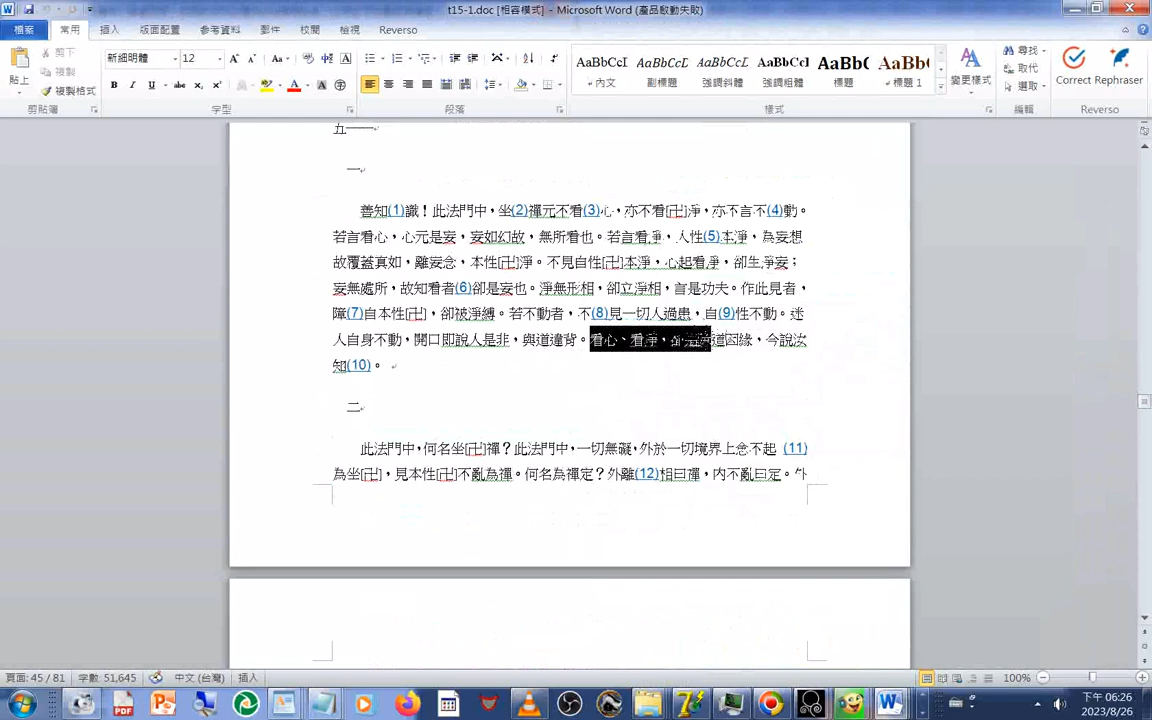 t15-1.doc [相容模式] - Microsoft Word (產品啟動失敗)
檔案 常用 插入 版面配置 參考資料 郵件 校閱 檢視 Reverso
貼上 剪下 複製 複製格式 剪貼簿
新細明體 12 字型
段落
AaBbCcI AaBbCcD AaBbCcD AaBbCcI AaBb( AaBb(
內文 副標題 強調斜體 強調粗體 標題 標題 1 變更樣式 樣式
尋找 取代 選取 編輯
Correct Rephraser Reverso
五——
一
善知(1)識！此法門中，坐(2)禪元不看(3)心，亦不看[卍]淨，亦不言不(4)動。
若言看心，心元是妄，妄如幻故，無所看也。若言看淨，人性(5)本淨，為妄想
故覆蓋真如，離妄念，本性[卍]淨。不見自性[卍]本淨，心起看淨，卻生淨妄；
妄無處所，故知看者(6)卻是妄也。淨無形相，卻立淨相，言是功夫。作此見者，
障(7)自本性[卍]，卻被淨縛。若不動者，不(8)見一切人過患，自(9)性不動。迷
人自身不動，開口即說人是非，與道違背。看心、看淨，卻是障道因緣，今說汝
知(10)。
二
此法門中，何名坐[卍]禪？此法門中，一切無礙，外於一切境界上念不起 (11)
為坐[卍]，見本性[卍]不亂為禪。何名為禪定？外離(12)相曰禪，內不亂曰定。外
頁面: 45 / 81 字數: 51,645 中文 (台灣) 插入 100%
下午 06:26
2023/8/26